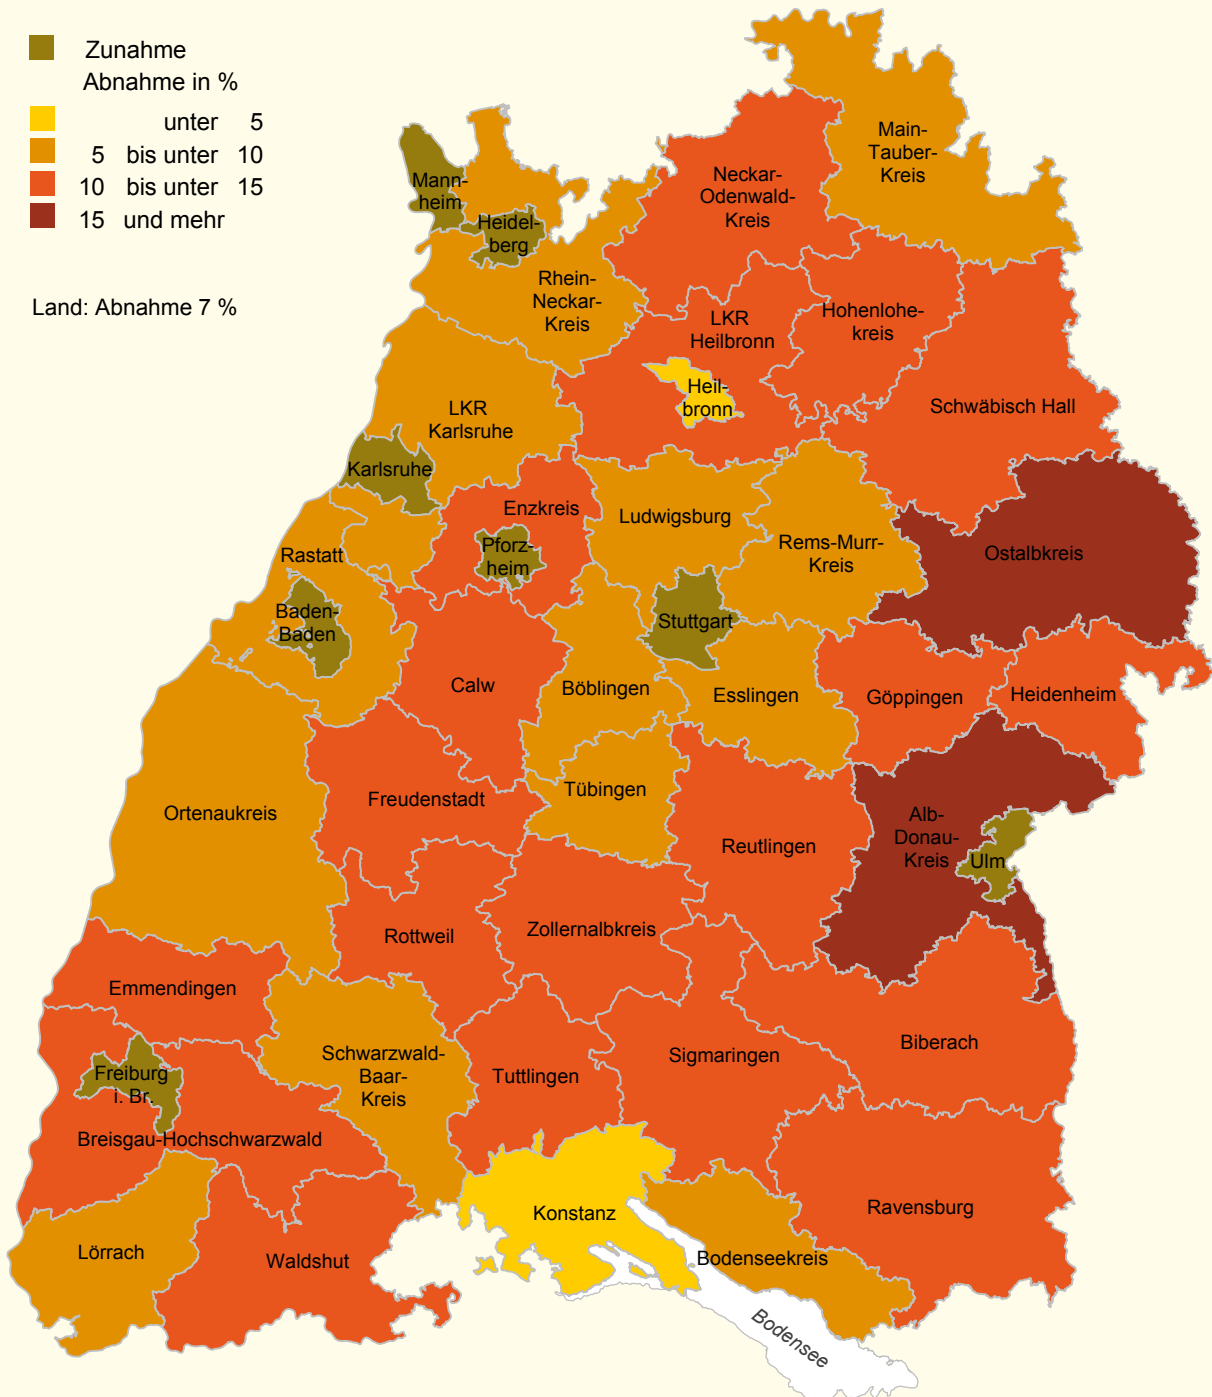 Zunahme
Abnahme in %
unter 5
5 bis unter 10
10 bis unter 15
15 und mehr
Land: Abnahme 7 %
Main-
Tauber-
Kreis
Neckar-
Odenwald-
Kreis
Mann-
heim
Heidel-
berg
Rhein-
Neckar-
Kreis
LKR
Heilbronn
Hohenlohe-
kreis
Heil-
bronn
Schwäbisch Hall
LKR
Karlsruhe
Karlsruhe
Enzkreis
Ludwigsburg
Rems-Murr-
Kreis
Ostalbkreis
Rastatt
Pforz-
heim
Baden-
Baden
Stuttgart
Calw
Böblingen
Esslingen
Göppingen
Heidenheim
Ortenaukreis
Freudenstadt
Tübingen
Reutlingen
Alb-
Donau-
Kreis
Ulm
Rottweil
Zollernalbkreis
Emmendingen
Schwarzwald-
Baar-
Kreis
Tuttlingen
Sigmaringen
Biberach
Freiburg
i. Br.
Breisgau-Hochschwarzwald
Konstanz
Ravensburg
Lörrach
Waldshut
Bodenseekreis
Bodensee